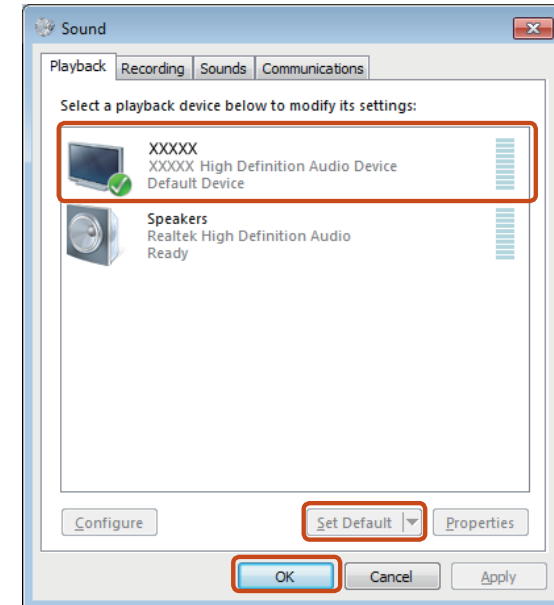 Sound
Playback Recording Sounds Communications
Select a playback device below to modify its settings:
XXXXX
XXXXX High Definition Audio Device
Default Device
Speakers
Realtek High Definition Audio
Ready
Configure Set Default Properties
OK Cancel Apply